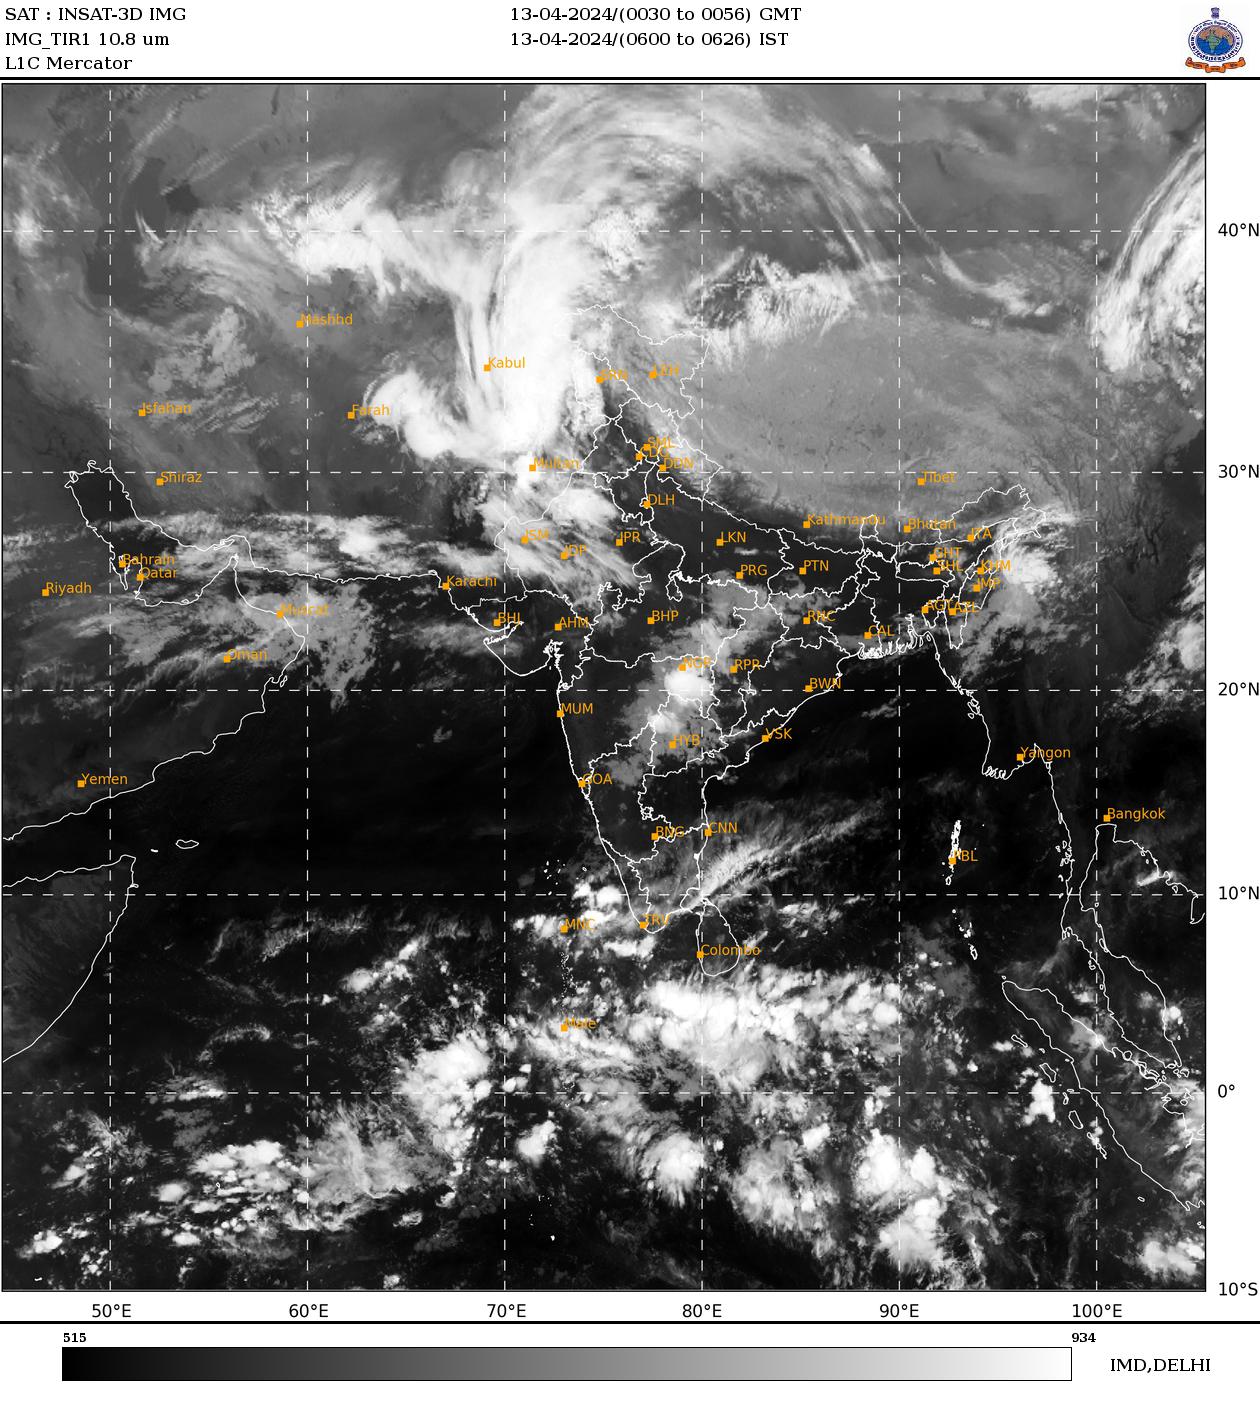 SAT : INSAT-3D IMG
IMG_TIR1 10.8 um
L1C Mercator
13-04-2024/(0030 to 0056) GMT
13-04-2024/(0600 to 0626) IST
40°N
Mashhd
Kabul
SRN
LEH
Isfahan
Farah
SML
CDG
Multan
DDN
30°N
Shiraz
Tibet
DLH
Kathmandu
Bhutan
ITA
JSM
JPR
LKN
JDP
GHT
Bahrain
Qatar
PRG
PTN
SHL
KHM
Riyadh
Karachi
IMP
Muscat
BHJ
AHM
BHP
RNC
AGT
AZL
CAL
Oman
NGP
RPR
20°N
BWN
MUM
HYB
VSK
Yangon
Yemen
GOA
Bangkok
BNG
CNN
PBL
10°N
MNC
TRV
Colombo
Male
0°
10°S
50°E
60°E
70°E
80°E
90°E
100°E
515
934
IMD,DELHI